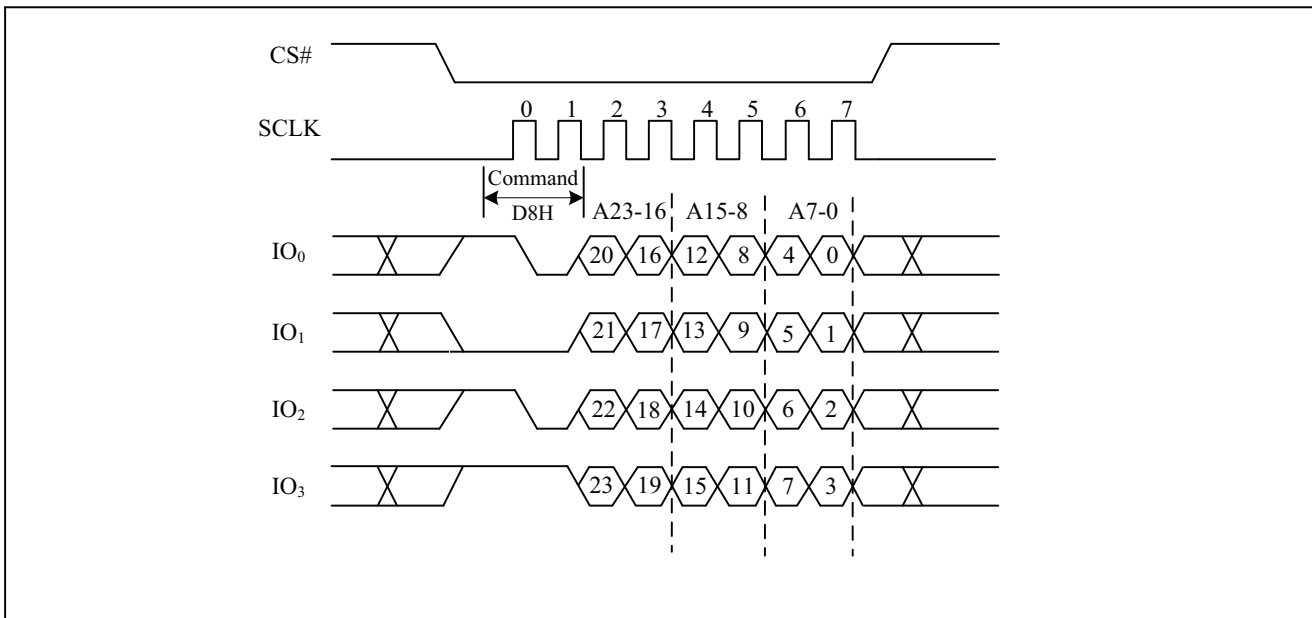 CS#
0 1 2 3 4 5 6 7
SCLK
Command
D8H
A23-16 A15-8 A7-0
IO0 20 16 12 8 4 0
IO1 21 17 13 9 5 1
IO2 22 18 14 10 6 2
IO3 23 19 15 11 7 3